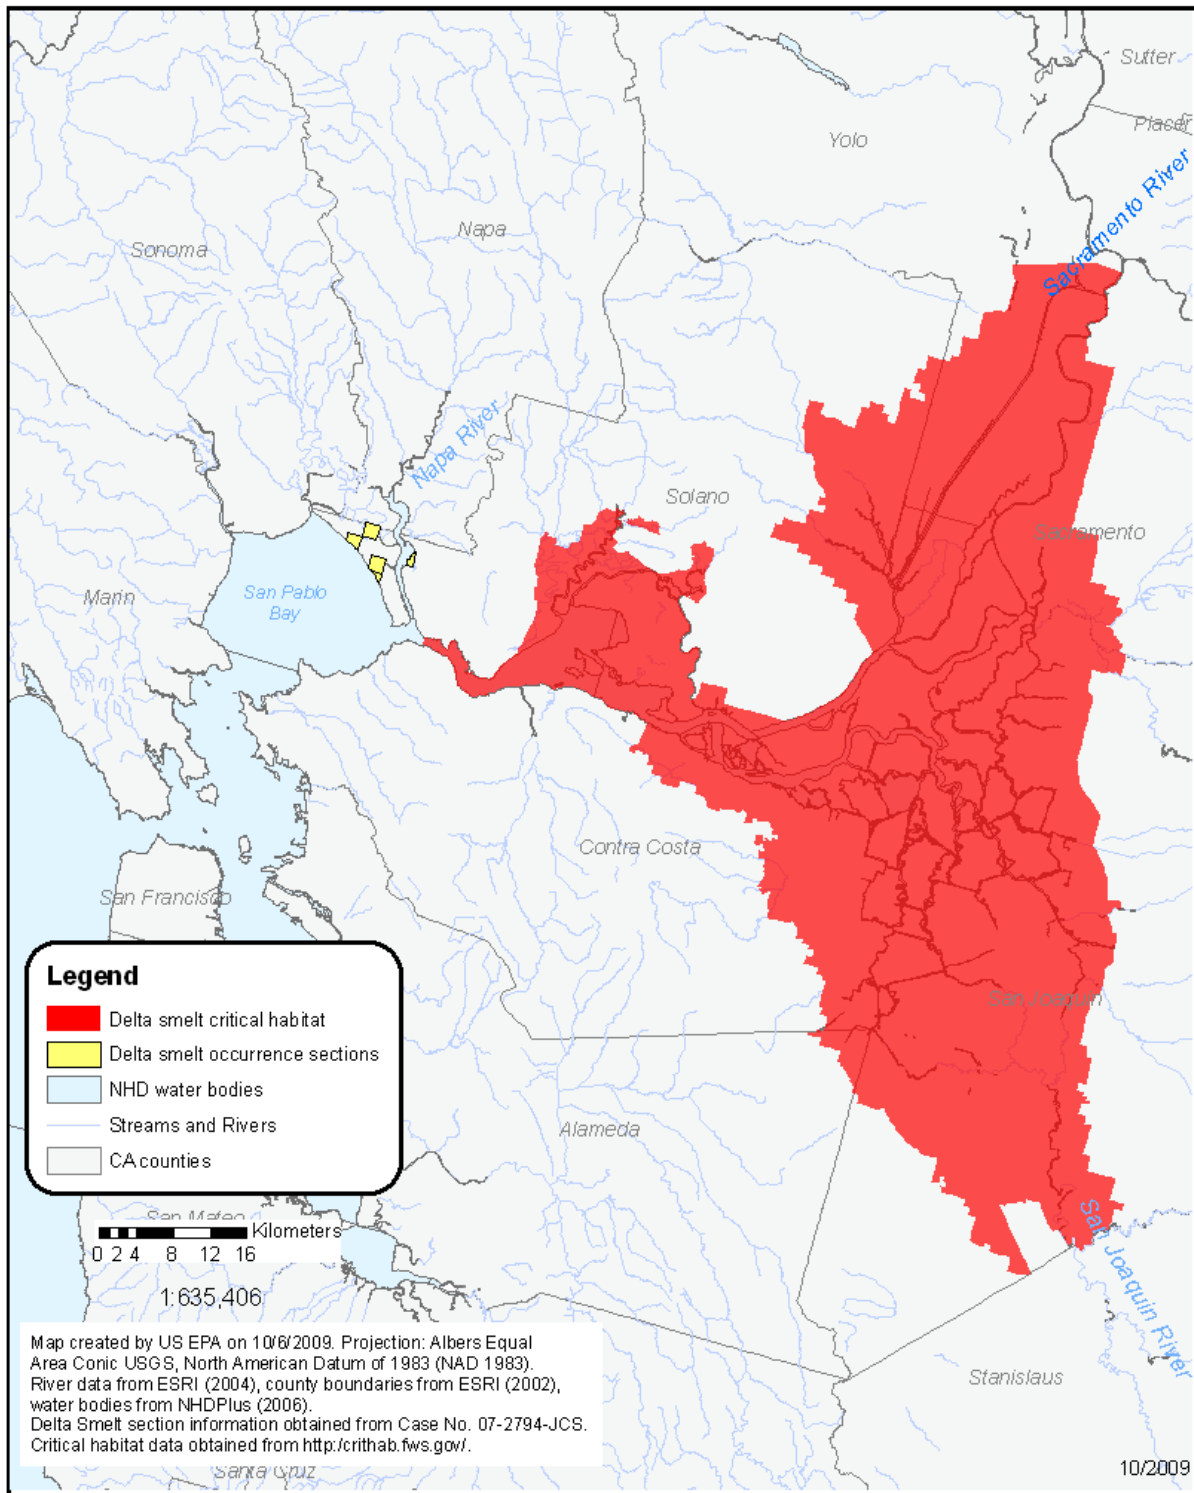 Sutter
Placer
Yolo
Sacramento River
Napa
Sonoma
Napa River
Solano
Sacramento
Marin
San Pablo
Bay
Contra Costa
San Francisco
San Joaquin
Legend
Delta smelt critical habitat
Delta smelt occurrence sections
NHD water bodies
Streams and Rivers
CA counties
Alameda
San Mateo
Kilometers
0 2 4 8 12 16
1:635,406
San Joaquin River
Stanislaus
Map created by US EPA on 10/6/2009. Projection: Albers Equal
Area Conic USGS, North American Datum of 1983 (NAD 1983).
River data from ESRI (2004), county boundaries from ESRI (2002),
water bodies from NHDPlus (2006).
Delta Smelt section information obtained from Case No. 07-2794-JCS.
Critical habitat data obtained from http:/crithab.fws.gov/.
Santa Cruz
10/2009